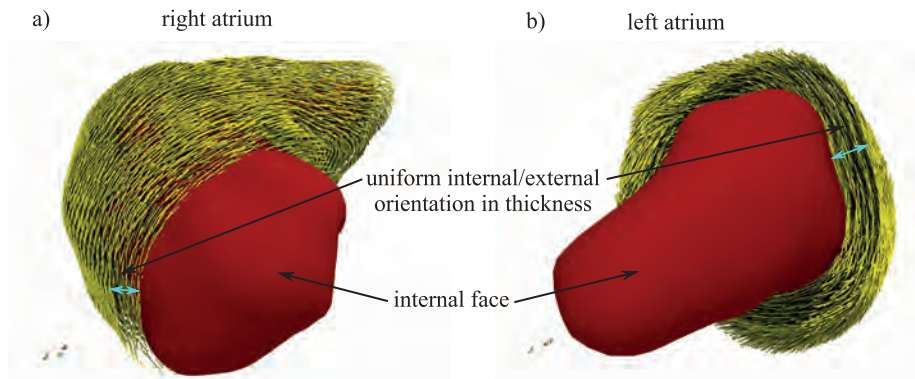 a)
right atrium
b)
left atrium
uniform internal/external
orientation in thickness
internal face